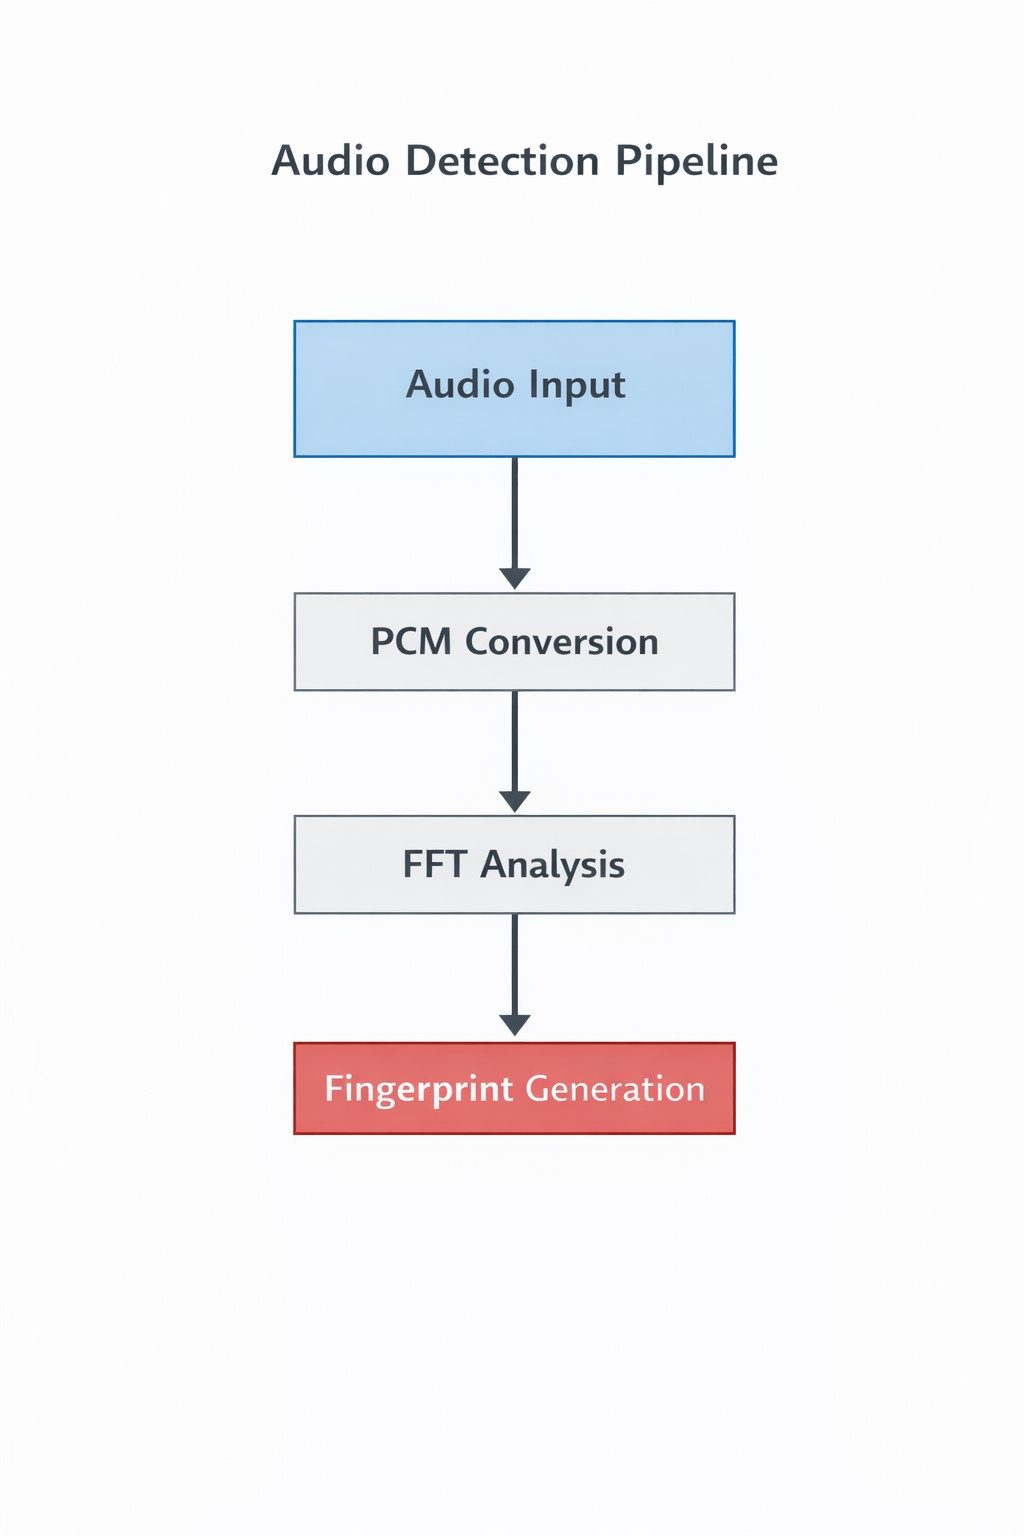 Audio Detection Pipeline
Audio Input
PCM Conversion
FFT Analysis
Fingerprint Generation